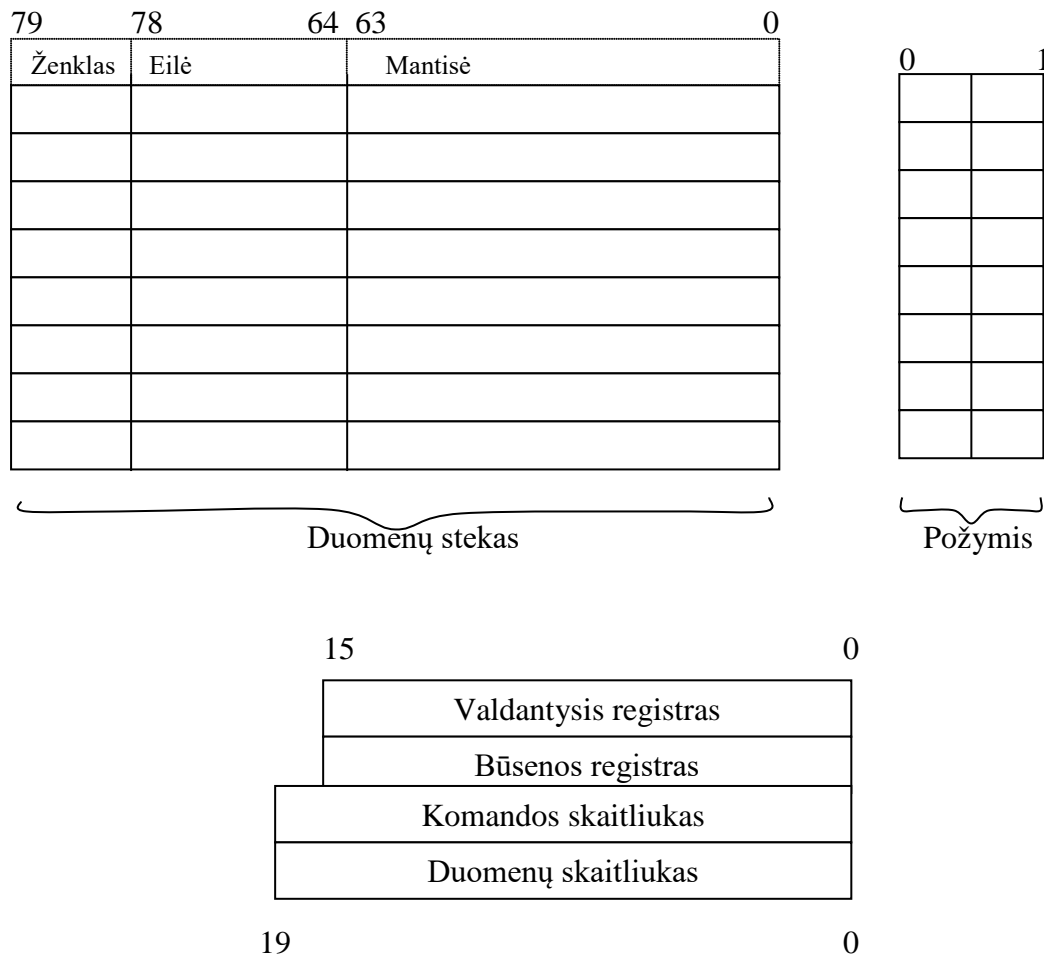 79 78 64 63 0
Ženklas Eilė Mantisė
0 1
Duomenų stekas
Požymis
15 0
Valdantysis registras
Būsenos registras
Komandos skaitliukas
Duomenų skaitliukas
19 0